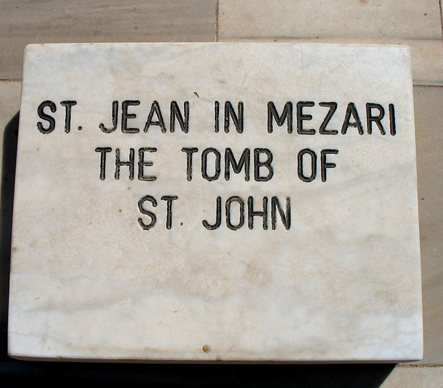 ST. JEAN IN MEZARI
THE TOMB OF
ST. JOHN